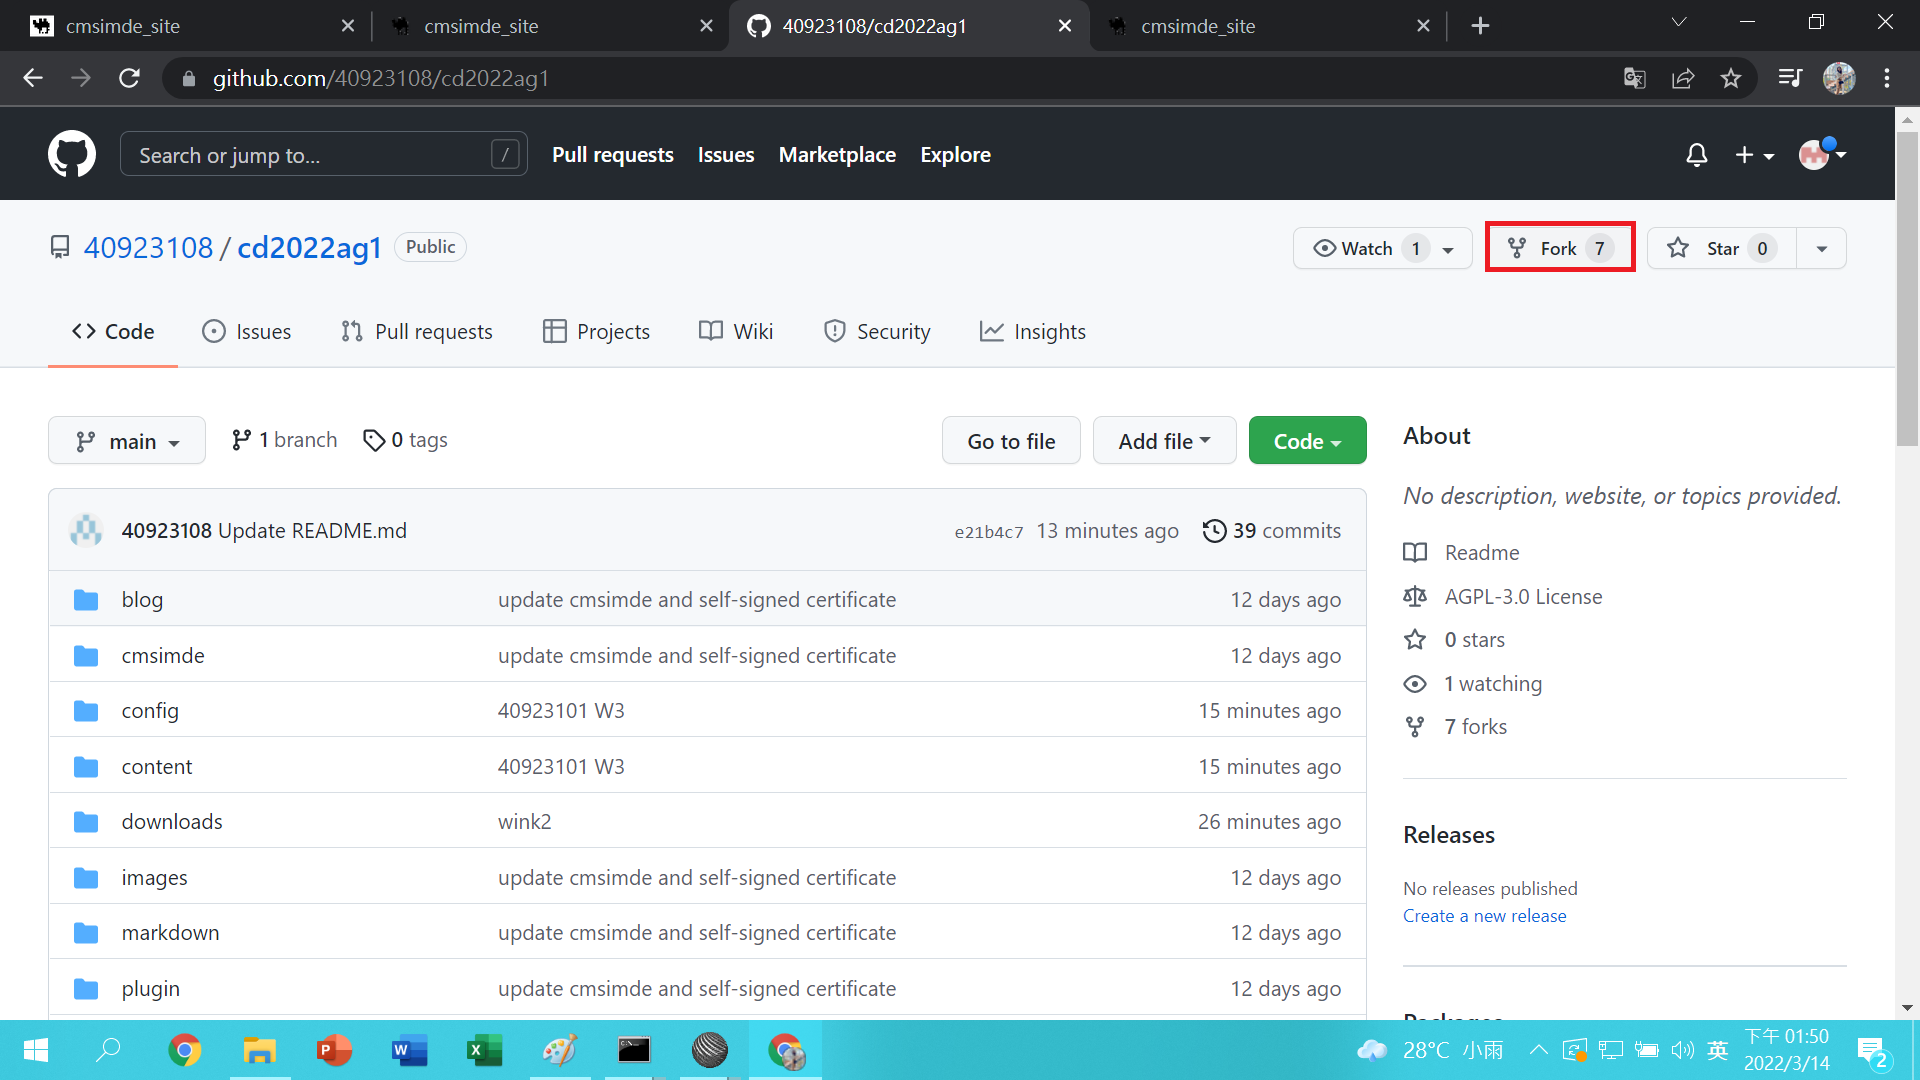 cmsimde_site
cmsimde_site
40923108/cd2022ag1
cmsimde_site
github.com/40923108/cd2022ag1
Search or jump to...
/
Pull requests
Issues
Marketplace
Explore
40923108 / cd2022ag1
Public
Watch 1
Fork 7
Star 0
Code
Issues
Pull requests
Projects
Wiki
Security
Insights
main
1 branch
0 tags
Go to file
Add file
Code
40923108 Update README.md
e21b4c7 13 minutes ago
39 commits
blog update cmsimde and self-signed certificate 12 days ago
cmsimde update cmsimde and self-signed certificate 12 days ago
config 40923101 W3 15 minutes ago
content 40923101 W3 15 minutes ago
downloads wink2 26 minutes ago
images update cmsimde and self-signed certificate 12 days ago
markdown update cmsimde and self-signed certificate 12 days ago
plugin update cmsimde and self-signed certificate 12 days ago
About
No description, website, or topics provided.
Readme
AGPL-3.0 License
0 stars
1 watching
7 forks
Releases
No releases published
Create a new release
Packages
28°C 小雨
英
下午 01:50
2022/3/14
2